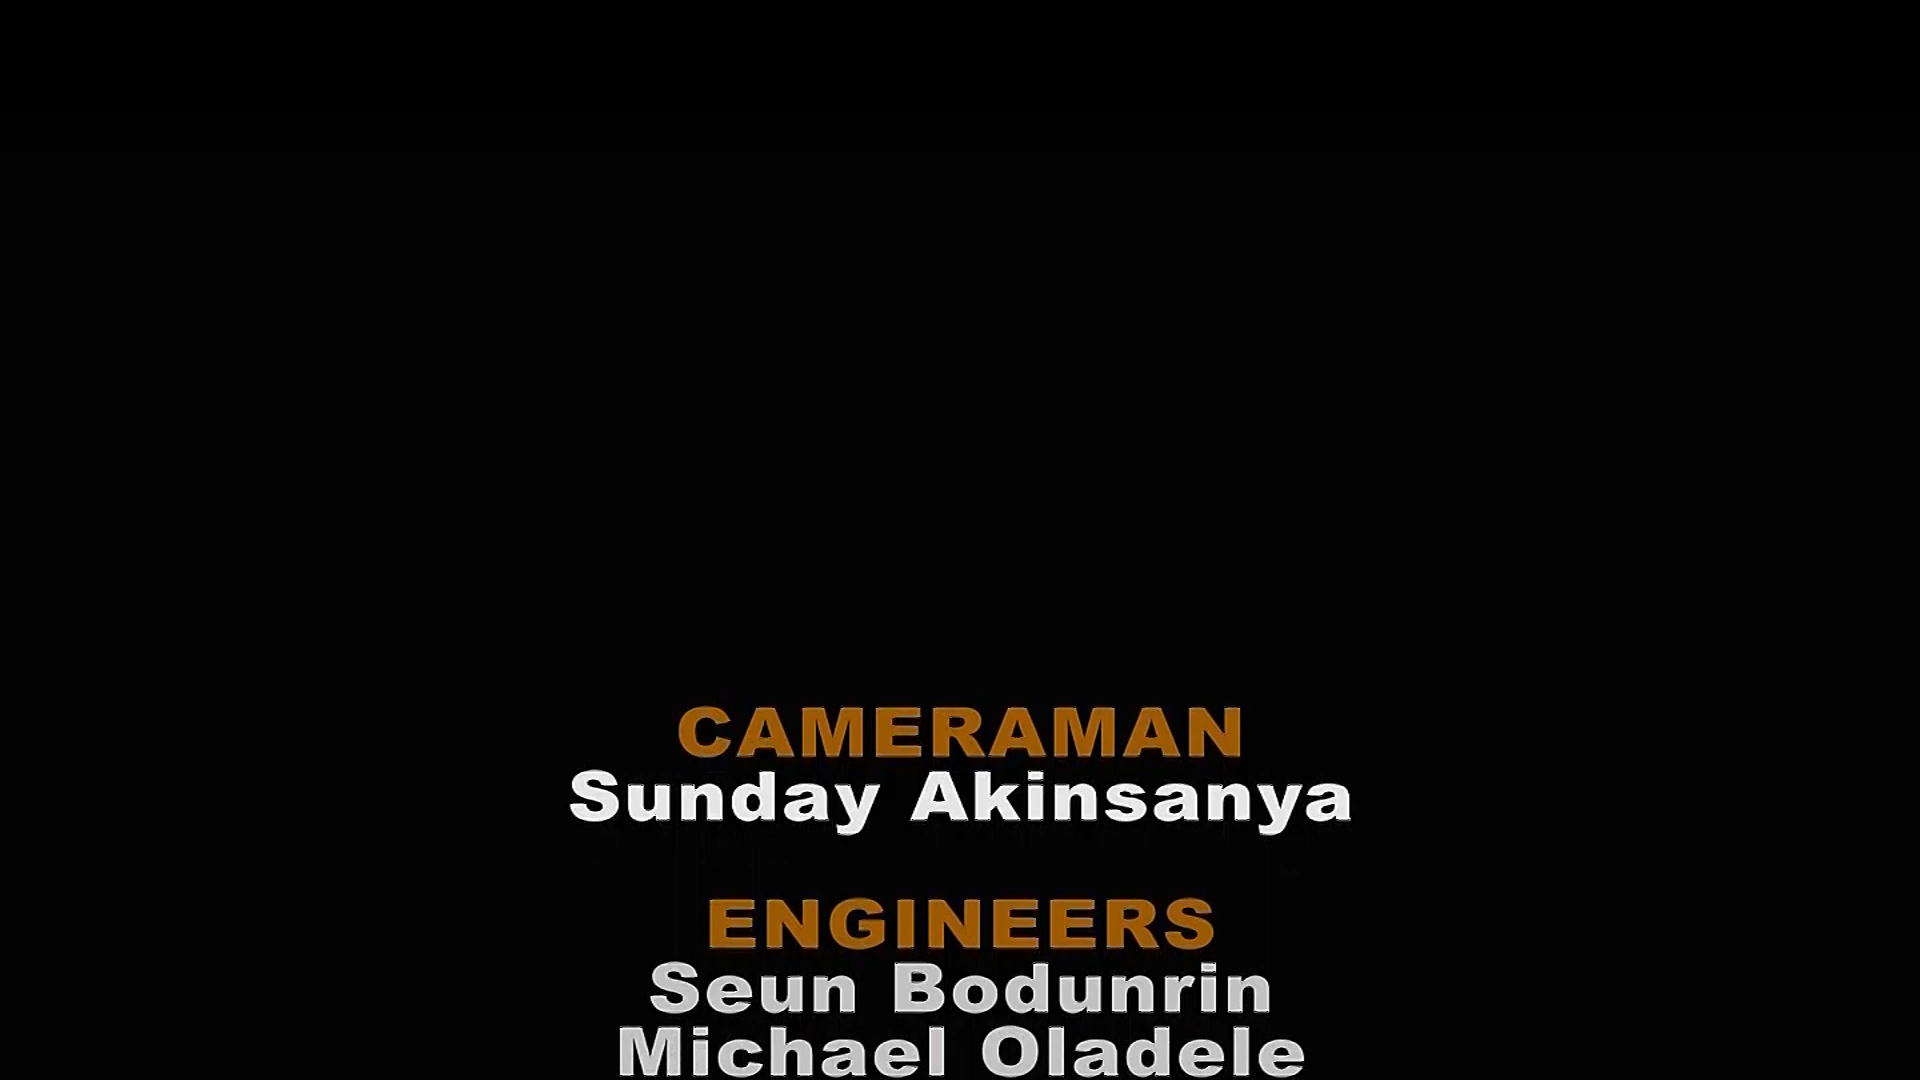 CAMERAMAN
Sunday Akinsanya
ENGINEERS
Seun Bodunrin
Michael Oladele